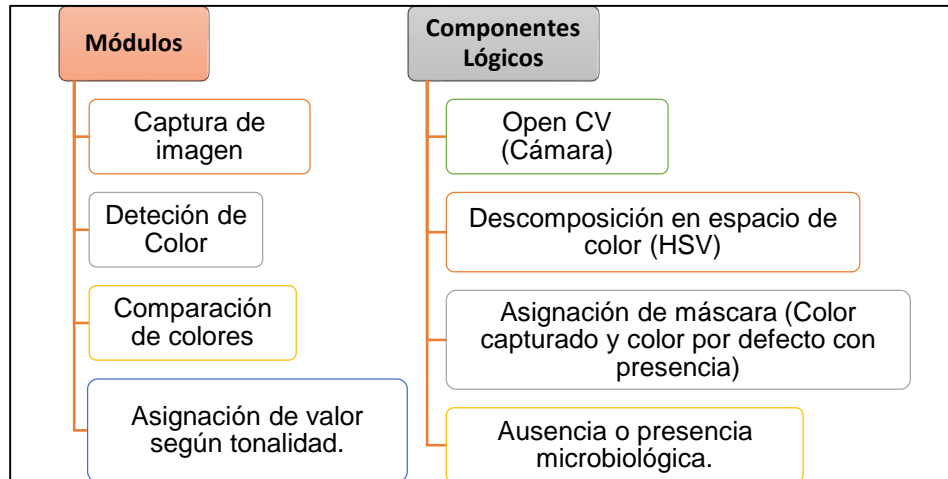 Módulos
Captura de
imagen
Deteción de
Color
Comparación
de colores
Asignación de valor
según tonalidad.
Componentes
Lógicos
Open CV
(Cámara)
Descomposición en espacio de
color (HSV)
Asignación de máscara (Color
capturado y color por defecto con
presencia)
Ausencia o presencia
microbiológica.